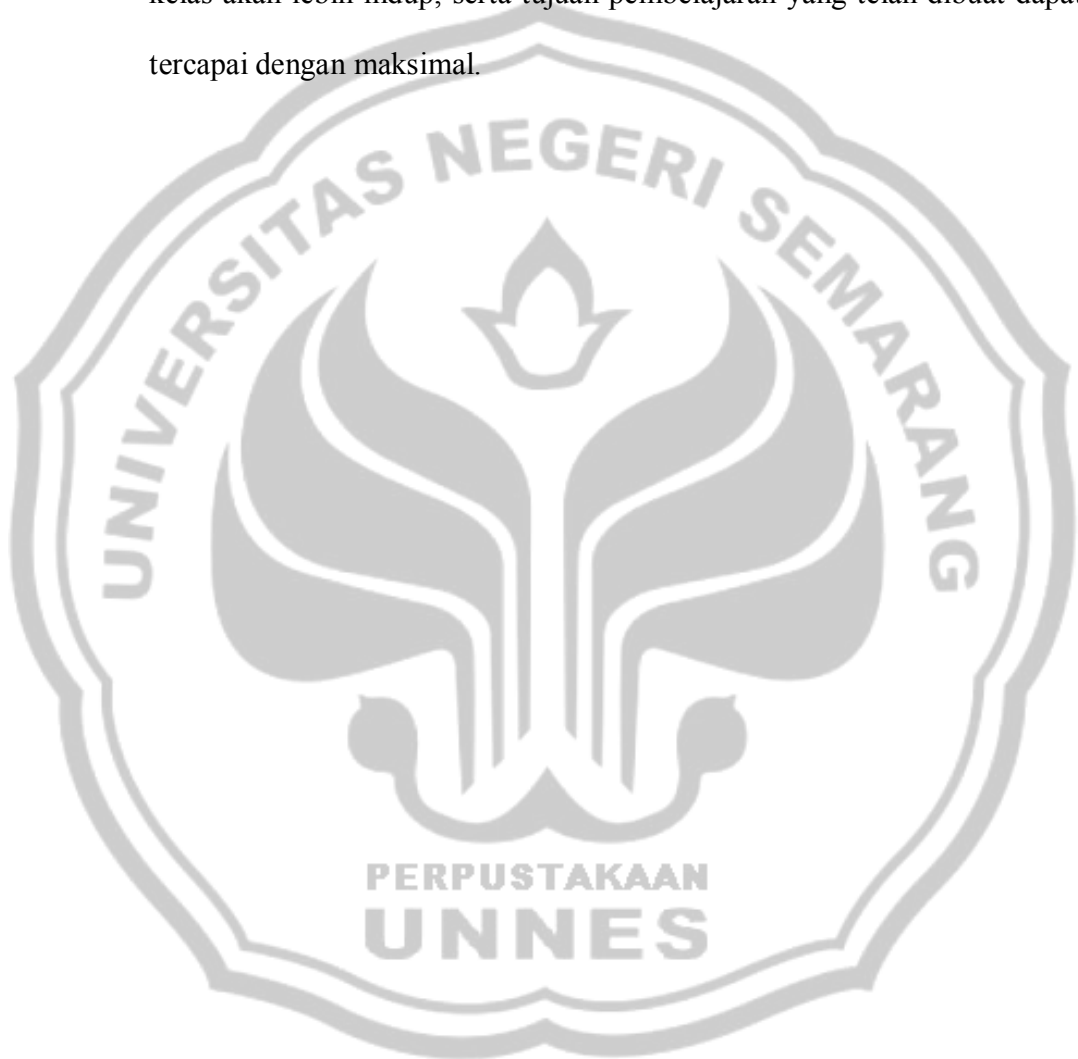 kelas akan lebih hidup, serta tujuan pembelajaran yang telah dibuat dapat
tercapai dengan maksimal.
UNIVERSITAS NEGERI SEMARANG
PERPUSTAKAAN
UNNES